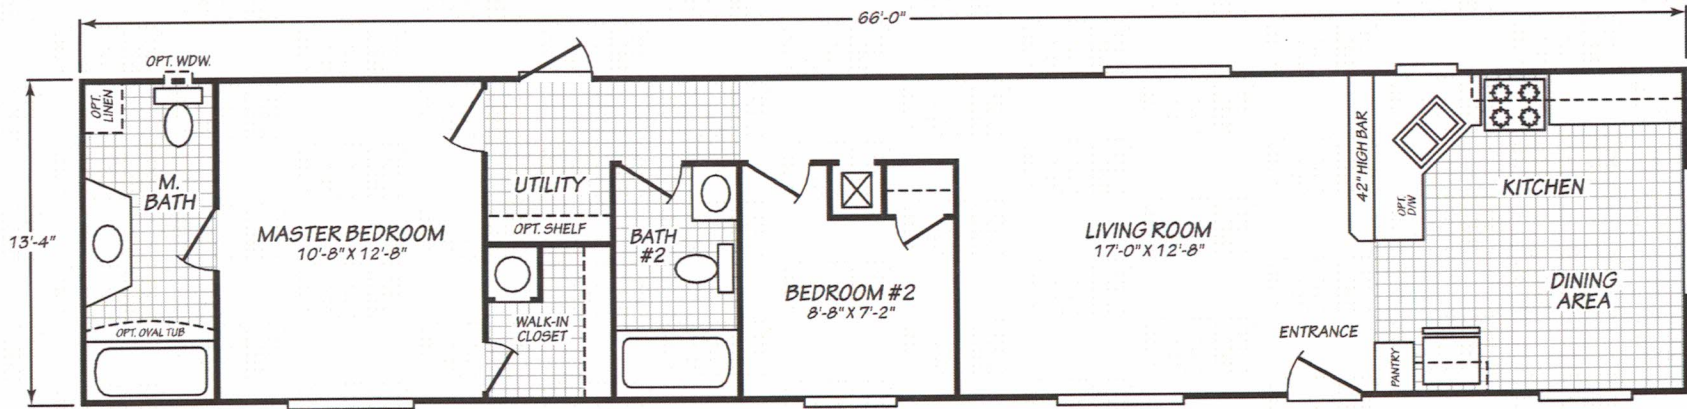 66'-0"
OPT. WDW.
OPT.
LINEN
M.
BATH
13'-4"
MASTER BEDROOM
10'-8" X 12'-8"
OPT. OVAL TUB
UTILITY
OPT. SHELF
WALK-IN
CLOSET
BATH
#2
BEDROOM #2
8'-8" X 7'-2"
LIVING ROOM
17'-0" X 12'-8"
ENTRANCE
42" HIGH BAR
OPT.
D/W
KITCHEN
DINING
AREA
PANTRY